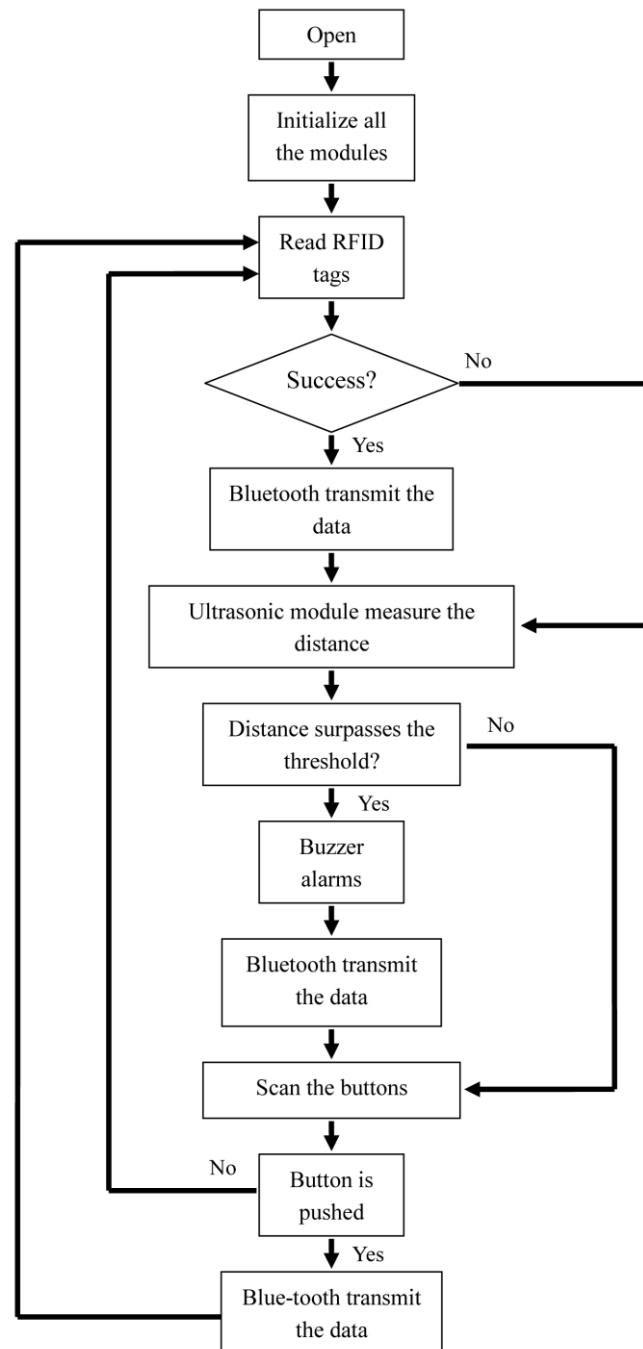 Open
Initialize all
the modules
Read RFID
tags
No
Success?
Yes
Bluetooth transmit the
data
Ultrasonic module measure the
distance
No
Distance surpasses the
threshold?
Yes
Buzzer
alarms
Bluetooth transmit
the data
Scan the buttons
No
Button is
pushed
Yes
Blue-tooth transmit
the data